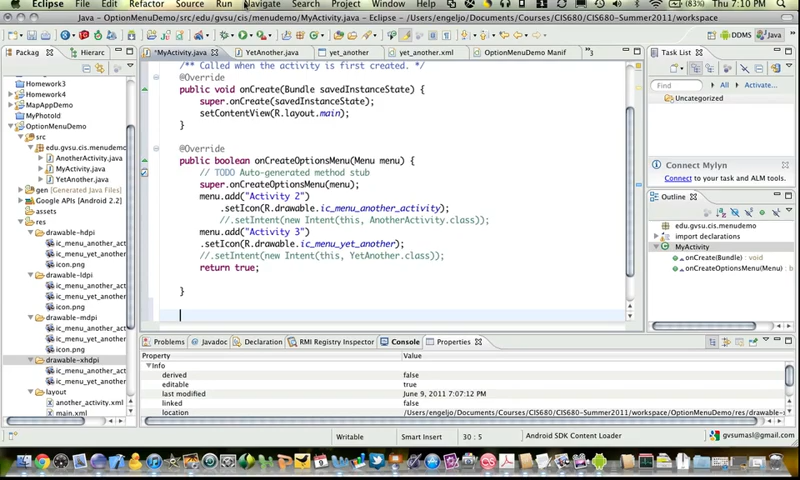 Eclipse File Edit Refactor Source Run Navigate Search Project Window Help (83%) Thu 7:10 PM
Java - OptionMenuDemo/src/edu/gvsu/cis/menudemo/MyActivity.java - Eclipse - /Users/engeljo/Documents/Courses/CIS680/CIS680-Summer2011/workspace
DDMS Java
Packag Hierarc
*MyActivity.java YetAnother.java yet_another yet_another.xml OptionMenuDemo Manif 3
Task List
Homework3
Homework4
MapAppDemo
MyPhotoId
OptionMenuDemo
src
edu.gvsu.cis.menudemo
AnotherActivity.java
MyActivity.java
YetAnother.java
gen [Generated Java Files]
Google APIs [Android 2.2]
assets
res
drawable-hdpi
ic_menu_another_acti
ic_menu_yet_another.
icon.png
drawable-ldpi
ic_menu_another_acti
ic_menu_yet_another.
icon.png
drawable-mdpi
ic_menu_another_acti
ic_menu_yet_another.
icon.png
drawable-xhdpi
ic_menu_another_acti
ic_menu_yet_another.
layout
another_activity.xml
main.xml
/** Called when the activity is first created. */
@Override
public void onCreate(Bundle savedInstanceState) {
super.onCreate(savedInstanceState);
setContentView(R.layout.main);
}
@Override
public boolean onCreateOptionsMenu(Menu menu) {
// TODO Auto-generated method stub
super.onCreateOptionsMenu(menu);
menu.add("Activity 2")
.setIcon(R.drawable.ic_menu_another_activity);
//.setIntent(new Intent(this, AnotherActivity.class));
menu.add("Activity 3")
.setIcon(R.drawable.ic_menu_yet_another);
//.setIntent(new Intent(this, YetAnother.class));
return true;
}
Find All Activate...
Uncategorized
Connect Mylyn
Connect to your task and ALM tools.
Outline
edu.gvsu.cis.menudemo
import declarations
MyActivity
onCreate(Bundle) : void
onCreateOptionsMenu(Menu)
Problems Javadoc Declaration RMI Registry Inspector Console Properties
Property Value
Info
derived false
editable true
last modified June 9, 2011 7:07:12 PM
linked false
location /Users/engeljo/Documents/Courses/CIS680/CIS680-Summer2011/workspace/OptionMenuDemo/res/drawable-
Writable Smart Insert 30 : 5 Android SDK Content Loader gvsumasl@gmail.com